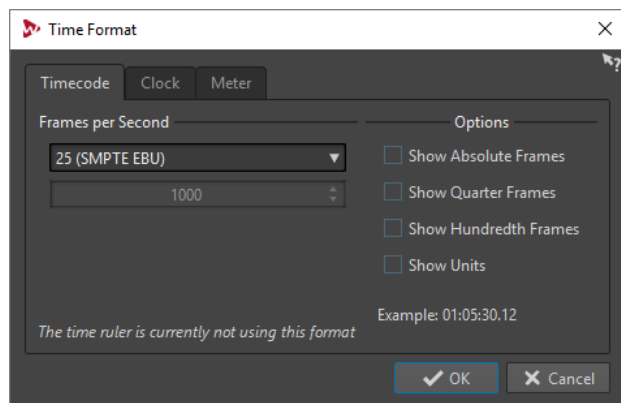 Time Format
Timecode Clock Meter
Frames per Second
25 (SMPTE EBU)
1000
The time ruler is currently not using this format
Options
Show Absolute Frames
Show Quarter Frames
Show Hundredth Frames
Show Units
Example: 01:05:30.12
OK Cancel